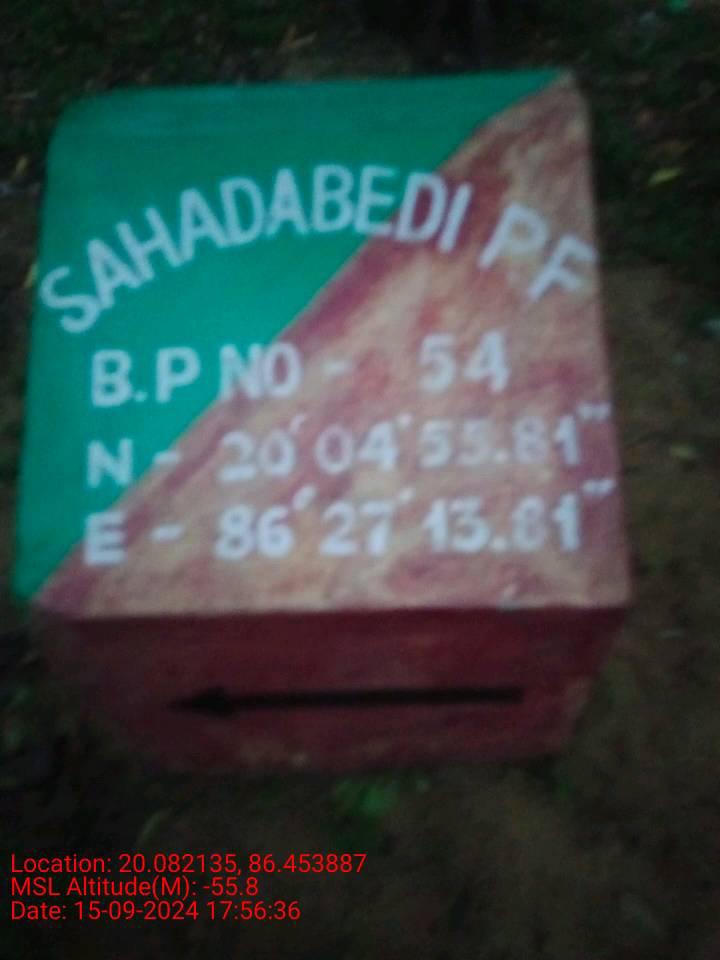 SAHADABEDI PF
B.P NO - 54
N - 20° 04' 55.81"
E - 86° 27' 13.81"
Location: 20.082135, 86.453887
MSL Altitude(M): -55.8
Date: 15-09-2024 17:56:36